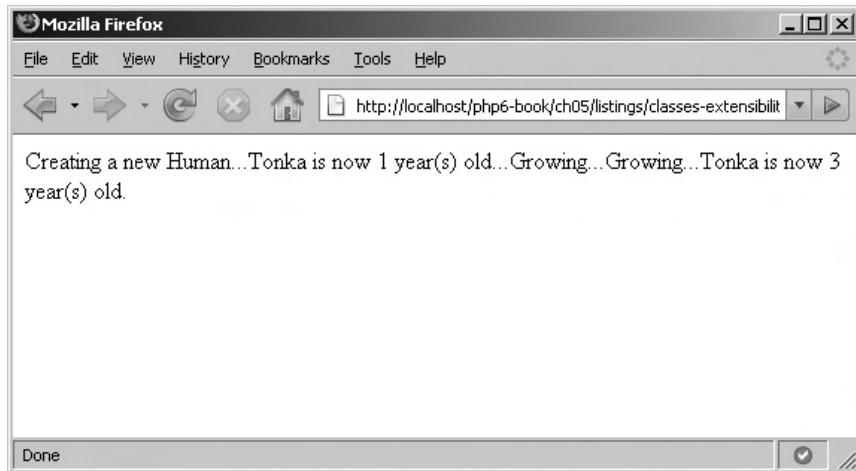 Mozilla Firefox
File Edit View History Bookmarks Tools Help
http://localhost/php6-book/ch05/listings/classes-extensibilit
Creating a new Human...Tonka is now 1 year(s) old...Growing...Growing...Tonka is now 3
year(s) old.
Done